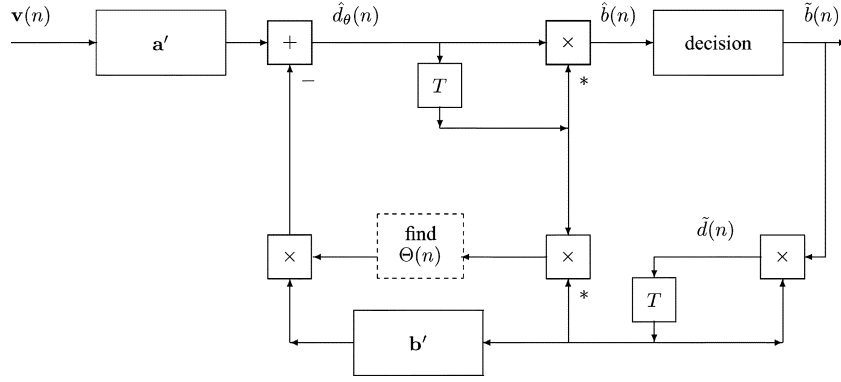 v(n)
a′
+
−
d̂_θ(n)
T
×
*
b̂(n)
decision
b̃(n)
×
find
Θ(n)
×
*
d̃(n)
×
T
b′